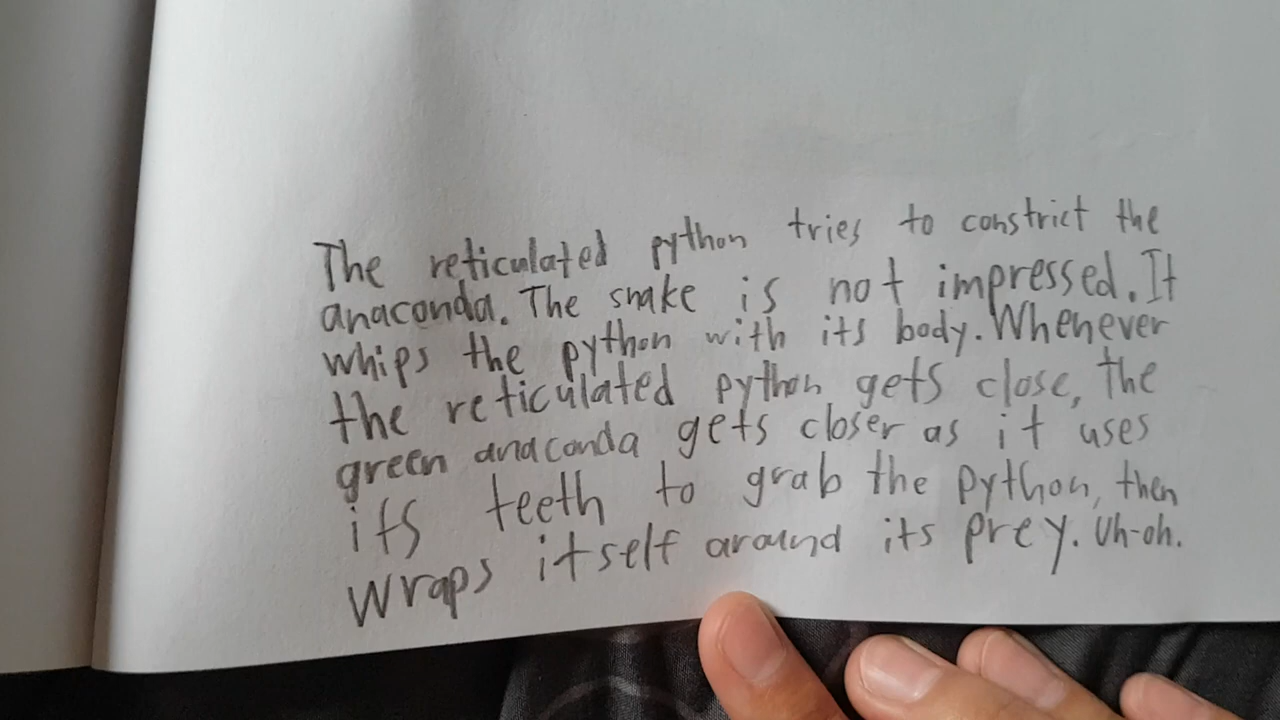 The reticulated python tries to constrict the
anaconda. The snake is not impressed. It
whips the python with its body. Whenever
the reticulated python gets close, the
green anaconda gets closer as it uses
its teeth to grab the python, then
wraps itself around its prey. Uh-oh.